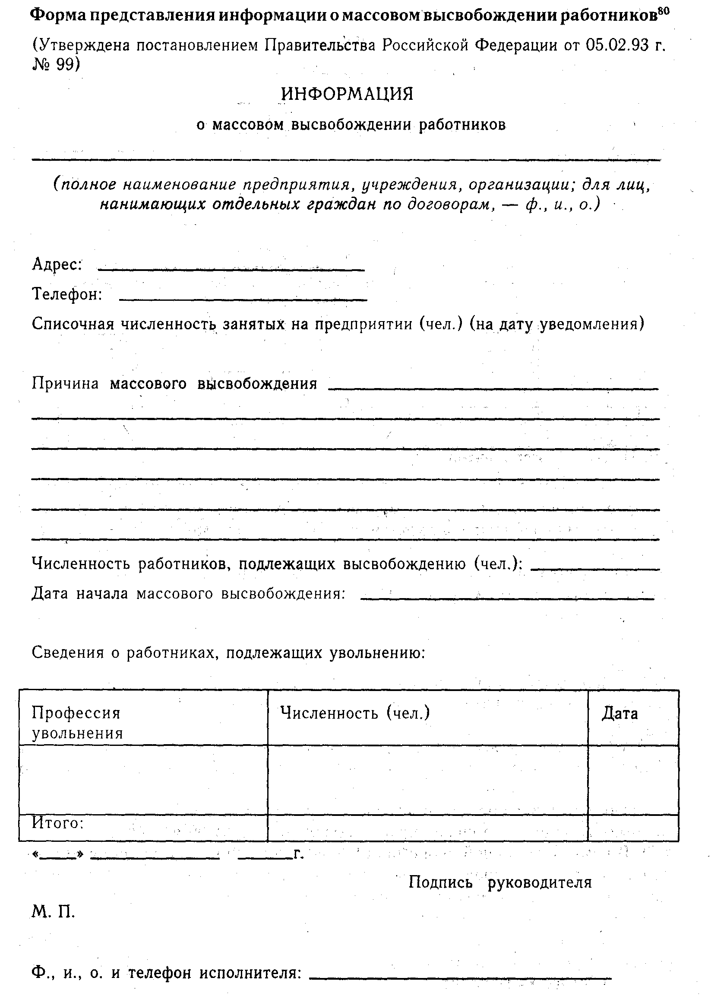 Форма представления информации о массовом высвобождении работников⁸⁰
(Утверждена постановлением Правительства Российской Федерации от 05.02.93 г.
№ 99)
ИНФОРМАЦИЯ
о массовом высвобождении работников
(полное наименование предприятия, учреждения, организации; для лиц,
нанимающих отдельных граждан по договорам, — ф., и., о.)
Адрес:
Телефон:
Списочная численность занятых на предприятии (чел.) (на дату уведомления)
Причина массового высвобождения
Численность работников, подлежащих высвобождению (чел.):
Дата начала массового высвобождения:
Сведения о работниках, подлежащих увольнению:
Профессия Численность (чел.) Дата
увольнения
Итого:
«____» ______________ ______г.
Подпись руководителя
М. П.
Ф., и., о. и телефон исполнителя: